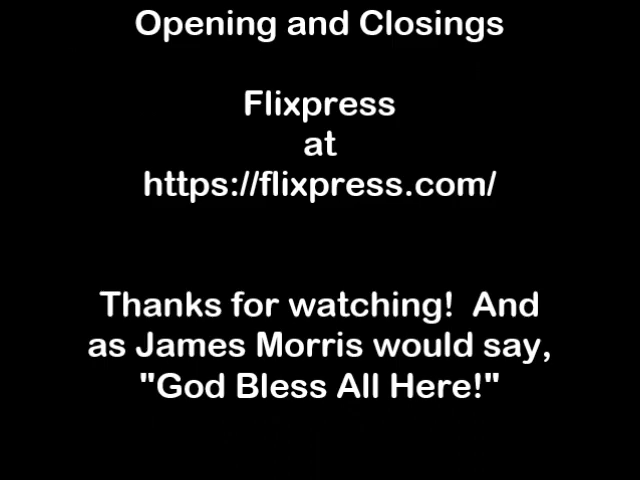 Opening and Closings
Flixpress
at
https://flixpress.com/
Thanks for watching!  And
as James Morris would say,
"God Bless All Here!"